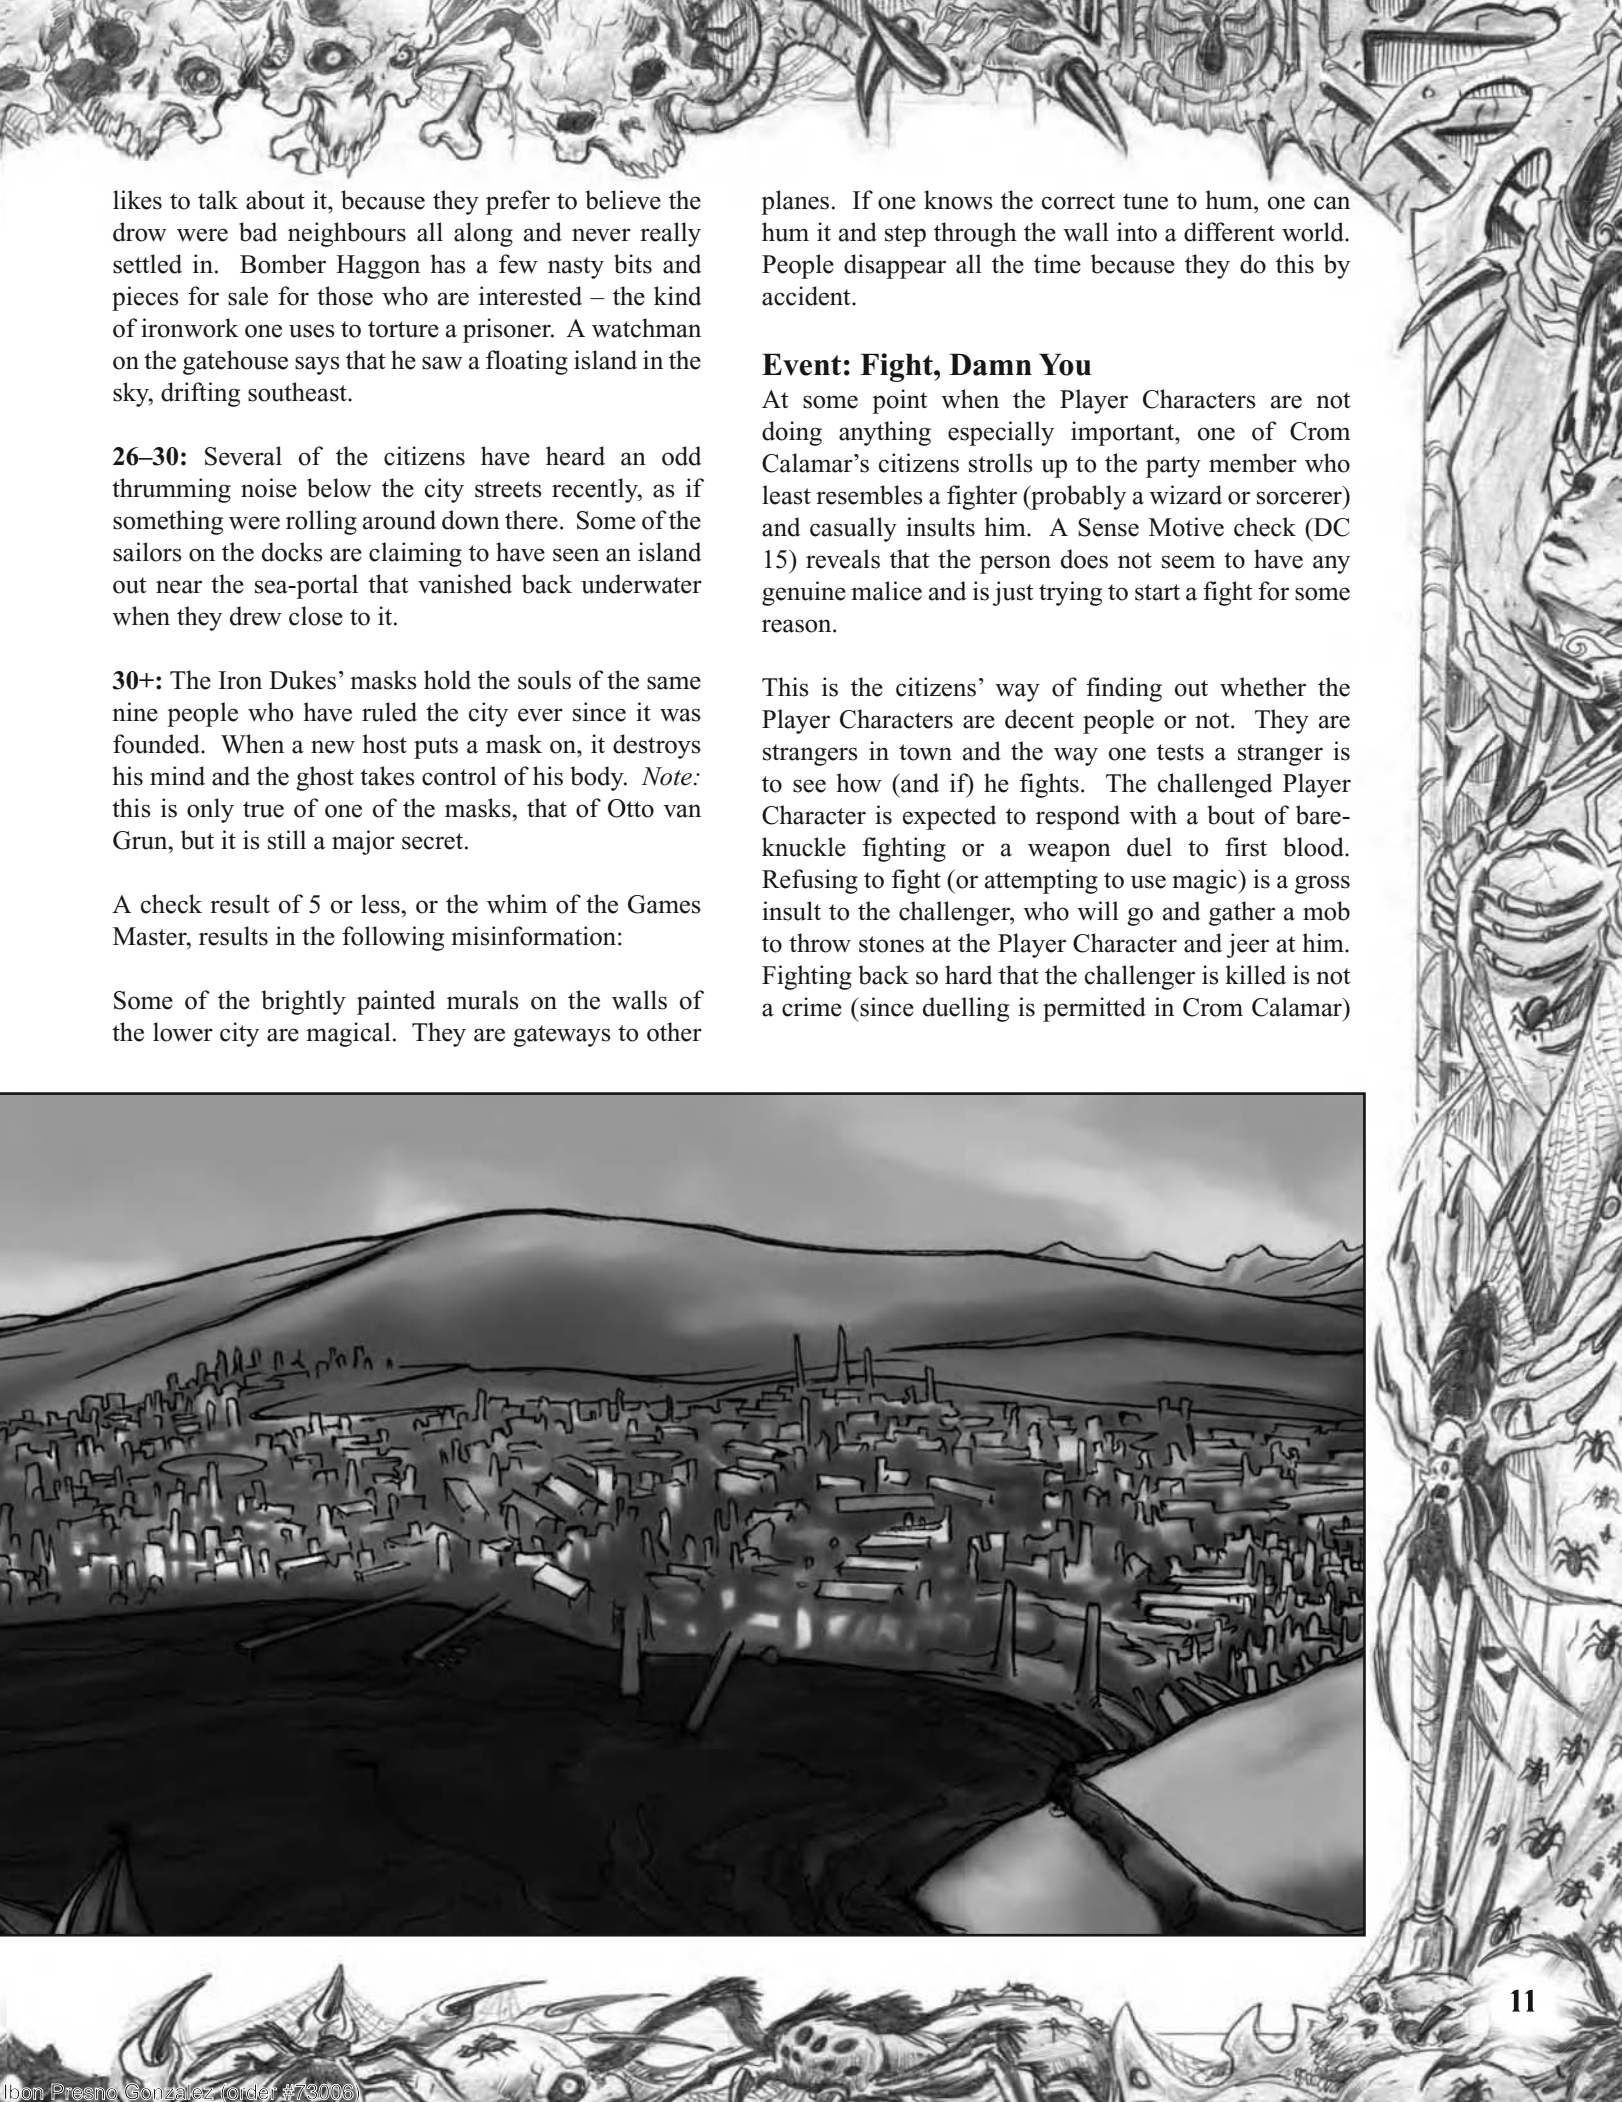 likes to talk about it, because they prefer to believe the
drow were bad neighbours all along and never really
settled in. Bomber Haggon has a few nasty bits and
pieces for sale for those who are interested – the kind
of ironwork one uses to torture a prisoner. A watchman
on the gatehouse says that he saw a floating island in the
sky, drifting southeast.
26–30: Several of the citizens have heard an odd
thrumming noise below the city streets recently, as if
something were rolling around down there. Some of the
sailors on the docks are claiming to have seen an island
out near the sea-portal that vanished back underwater
when they drew close to it.
30+: The Iron Dukes’ masks hold the souls of the same
nine people who have ruled the city ever since it was
founded. When a new host puts a mask on, it destroys
his mind and the ghost takes control of his body. Note:
this is only true of one of the masks, that of Otto van
Grun, but it is still a major secret.
A check result of 5 or less, or the whim of the Games
Master, results in the following misinformation:
Some of the brightly painted murals on the walls of
the lower city are magical. They are gateways to other
planes. If one knows the correct tune to hum, one can
hum it and step through the wall into a different world.
People disappear all the time because they do this by
accident.
Event: Fight, Damn You
At some point when the Player Characters are not
doing anything especially important, one of Crom
Calamar’s citizens strolls up to the party member who
least resembles a fighter (probably a wizard or sorcerer)
and casually insults him. A Sense Motive check (DC
15) reveals that the person does not seem to have any
genuine malice and is just trying to start a fight for some
reason.
This is the citizens’ way of finding out whether the
Player Characters are decent people or not. They are
strangers in town and the way one tests a stranger is
to see how (and if) he fights. The challenged Player
Character is expected to respond with a bout of bare-
knuckle fighting or a weapon duel to first blood.
Refusing to fight (or attempting to use magic) is a gross
insult to the challenger, who will go and gather a mob
to throw stones at the Player Character and jeer at him.
Fighting back so hard that the challenger is killed is not
a crime (since duelling is permitted in Crom Calamar)
11
Ibon Presno Gonzalez (order #73006)